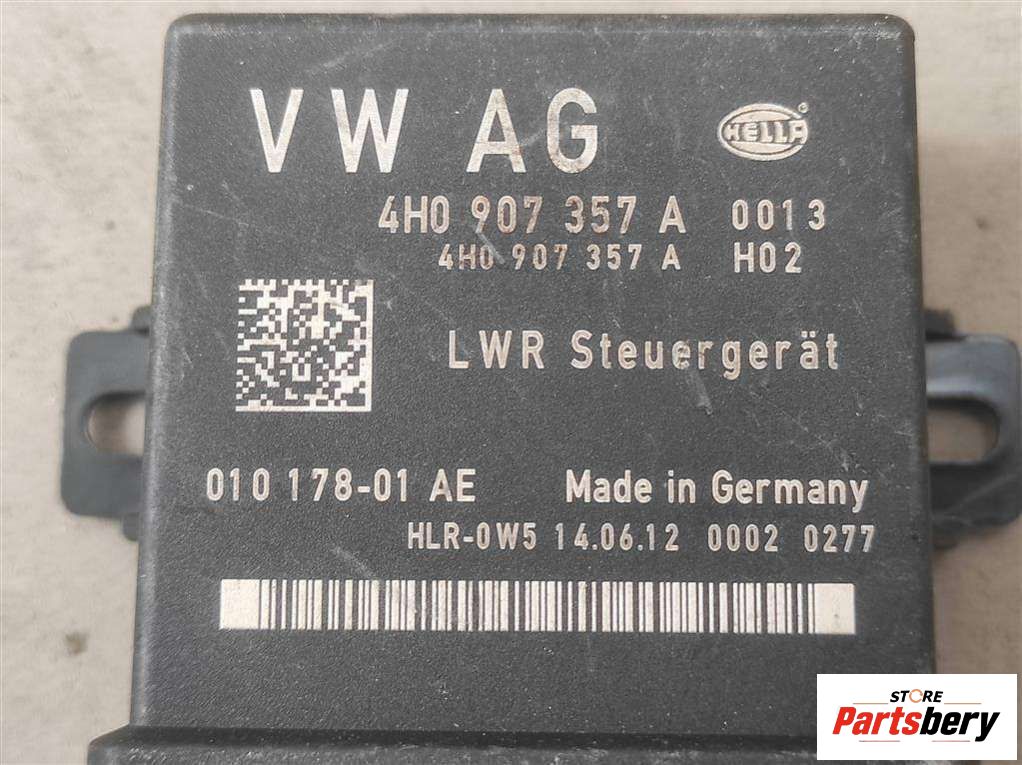 VW AG HELLA
4H0 907 357 A 0013
4H0 907 357 A H02
LWR Steuergerät
010 178-01 AE Made in Germany
HLR-0W5 14.06.12 0002 0277
STORE
Partsbery